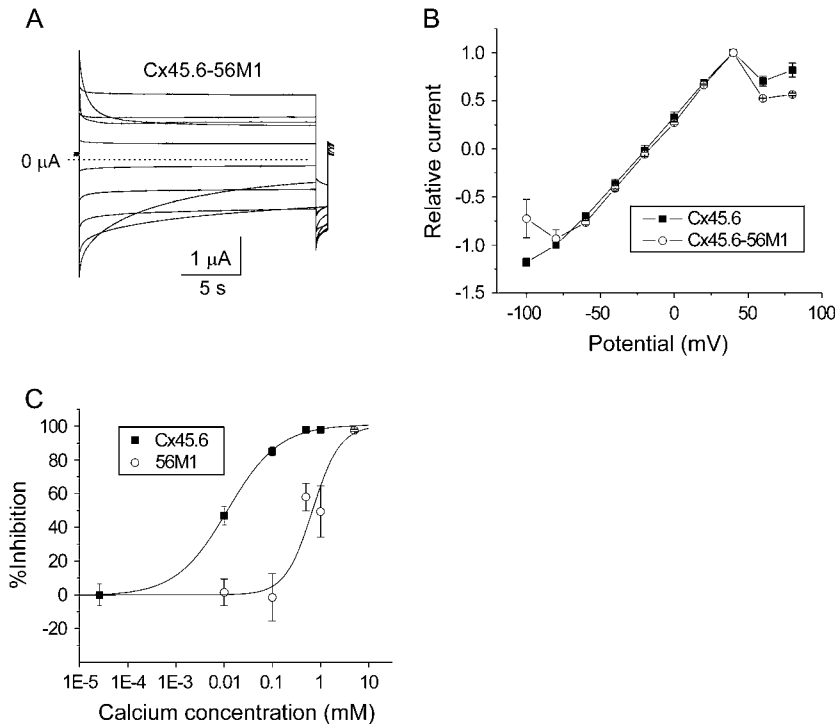 A
Cx45.6-56M1
0 μA
1 μA
5 s
B
Relative current
1.0
0.5
0.0
-0.5
-1.0
-1.5
Cx45.6
Cx45.6-56M1
-100
-50
0
50
100
Potential (mV)
C
%Inhibition
100
80
60
40
20
0
-20
Cx45.6
56M1
1E-5
1E-4
1E-3
0.01
0.1
1
10
Calcium concentration (mM)